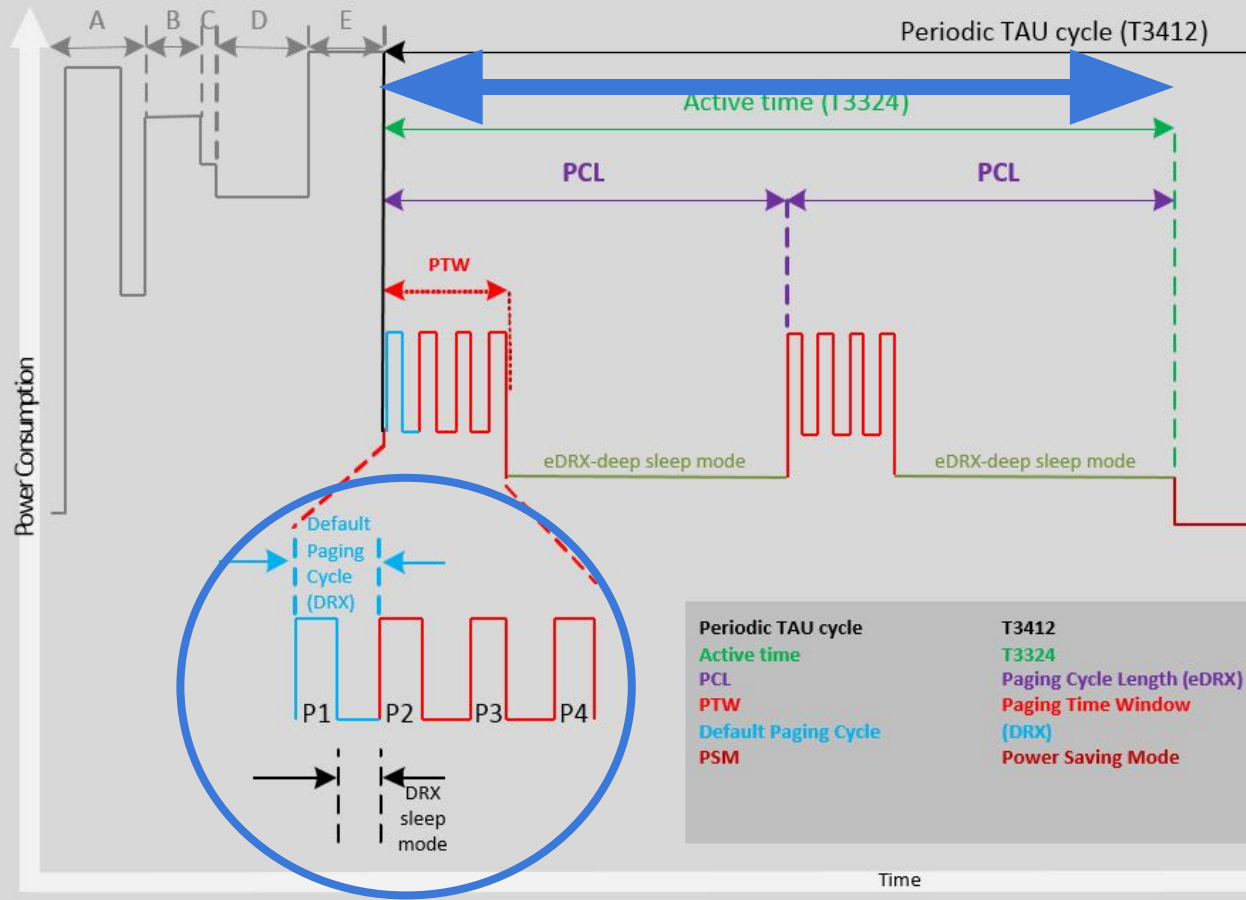 A B C D E
Periodic TAU cycle (T3412)
Active time (T3324)
PCL PCL
PTW
Power Consumption
eDRX-deep sleep mode eDRX-deep sleep mode
Default
Paging
Cycle
(DRX)
P1 P2 P3 P4
DRX
sleep
mode
Periodic TAU cycle T3412
Active time T3324
PCL Paging Cycle Length (eDRX)
PTW Paging Time Window
Default Paging Cycle (DRX)
PSM Power Saving Mode
Time